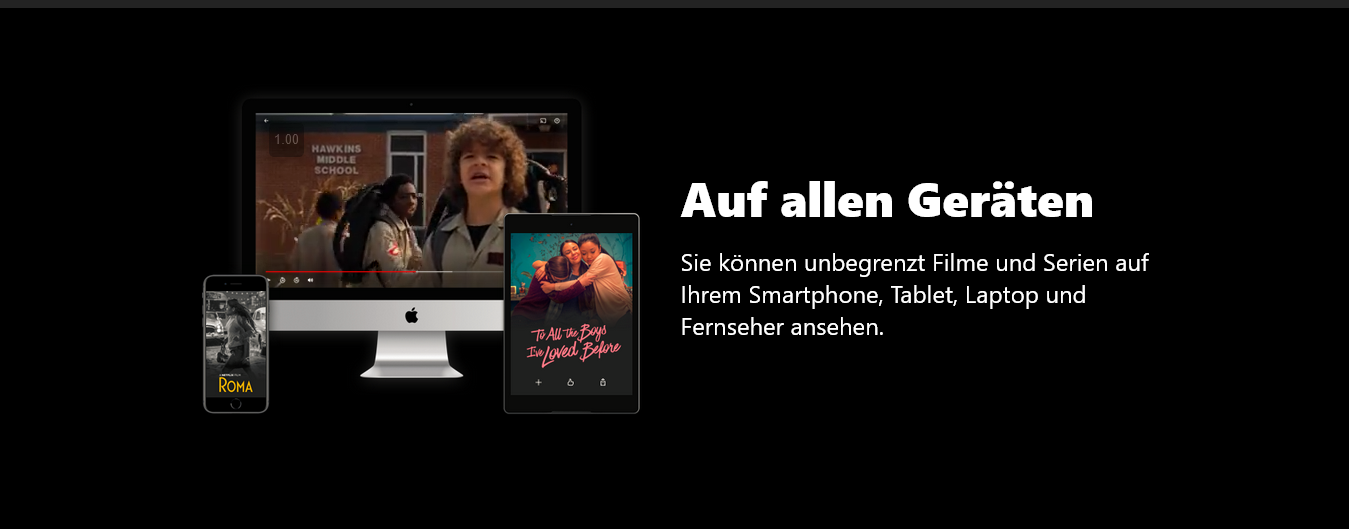 1.00
HAWKINS
MIDDLE
SCHOOL
Auf allen Geräten
Sie können unbegrenzt Filme und Serien auf
Ihrem Smartphone, Tablet, Laptop und
Fernseher ansehen.
To All The Boys
I've Loved Before
ROMA